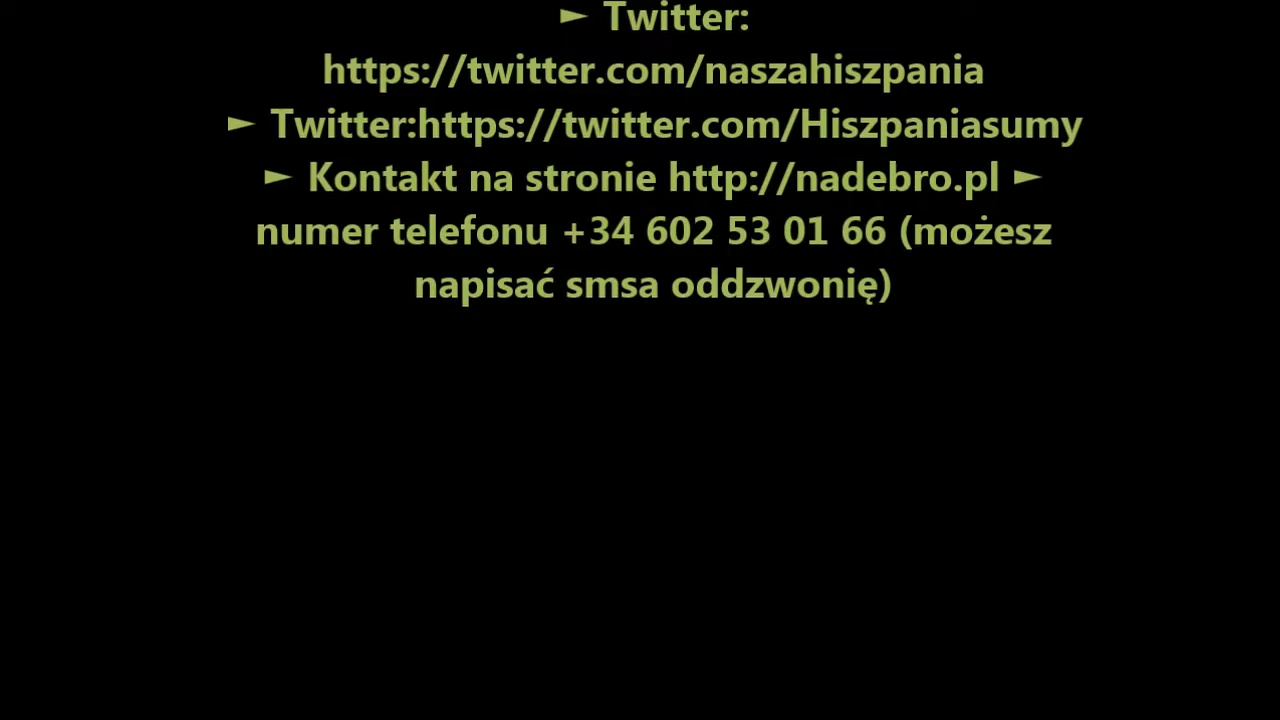 ► Twitter:
https://twitter.com/naszahiszpania
► Twitter:https://twitter.com/Hiszpaniasumy
► Kontakt na stronie http://nadebro.pl ►
numer telefonu +34 602 53 01 66 (możesz
napisać smsa oddzwonię)